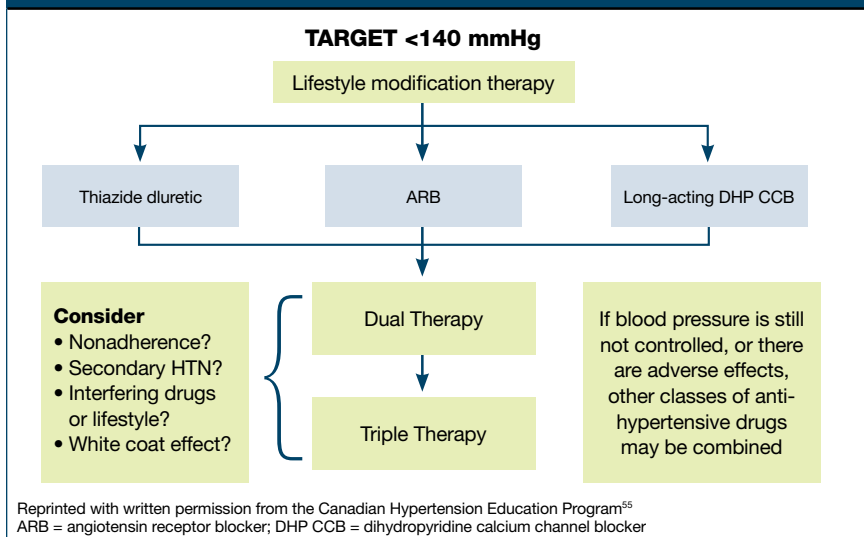 TARGET <140 mmHg
Lifestyle modification therapy
Thiazide dluretic
ARB
Long-acting DHP CCB
Consider
• Nonadherence?
• Secondary HTN?
• Interfering drugs
or lifestyle?
• White coat effect?
Dual Therapy
Triple Therapy
If blood pressure is still
not controlled, or there
are adverse effects,
other classes of anti-
hypertensive drugs
may be combined
Reprinted with written permission from the Canadian Hypertension Education Program⁵⁵
ARB = angiotensin receptor blocker; DHP CCB = dihydropyridine calcium channel blocker